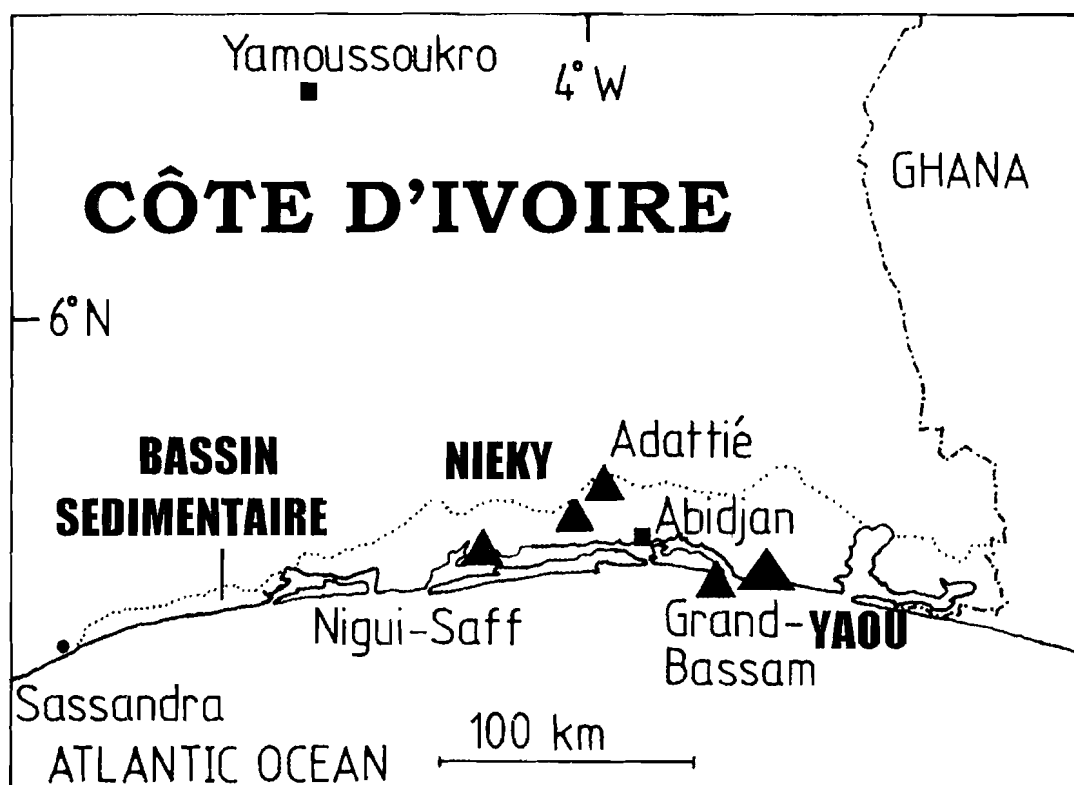 Yamoussoukro
4° W
CÔTE D'IVOIRE
GHANA
6° N
BASSIN
SEDIMENTAIRE
NIEKY
Adattié
Abidjan
Nigui-Saff
Grand-
Bassam
YAOU
Sassandra
100 km
ATLANTIC OCEAN